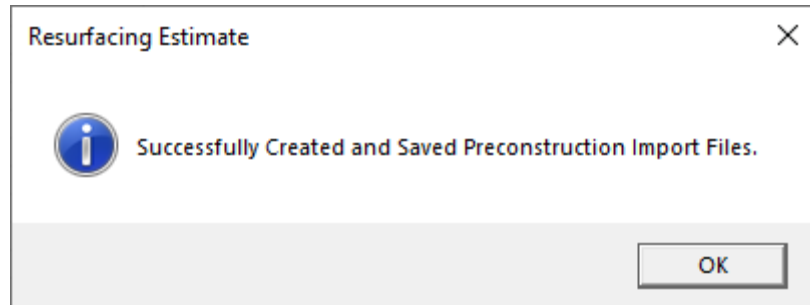 Resurfacing Estimate
Successfully Created and Saved Preconstruction Import Files.
OK